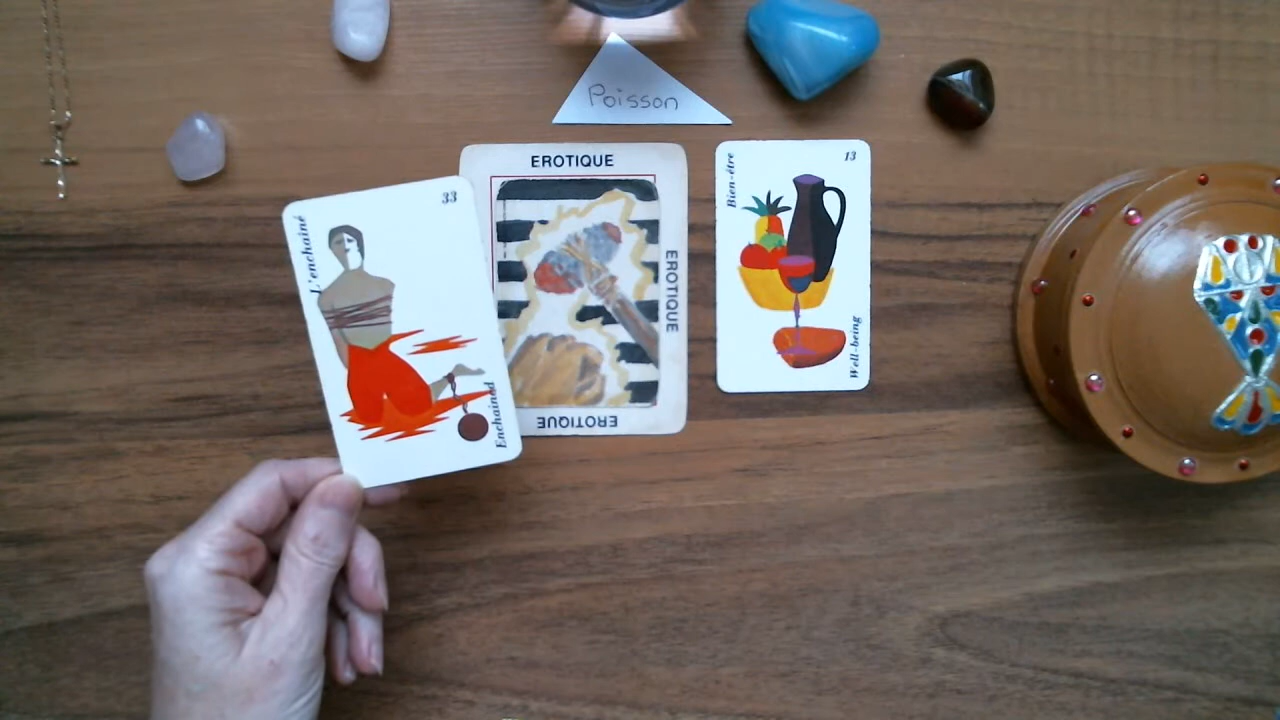 Poisson
33
L'enchaîné
Enchained
EROTIQUE
EROTIQUE
EROTIQUE
13
Bien-être
Well-being